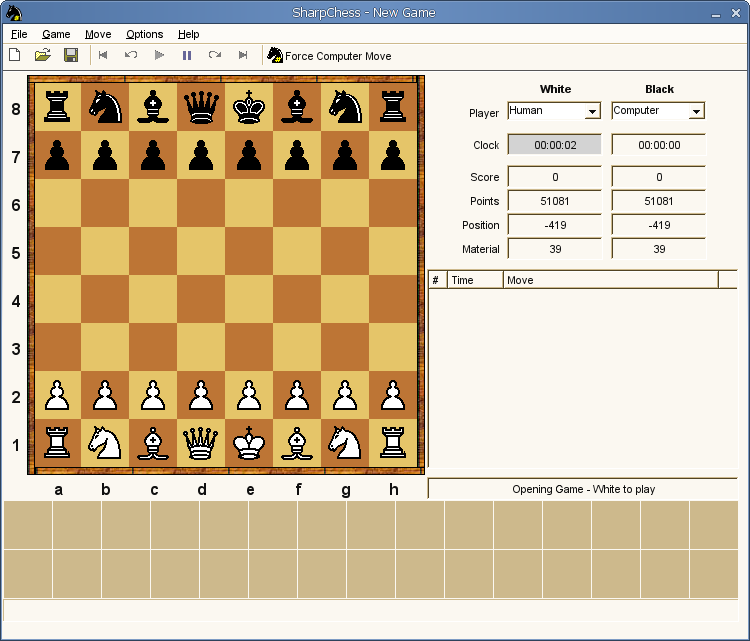 SharpChess - New Game
File Game Move Options Help
Force Computer Move
White Black
Player Human Computer
Clock 00:00:02 00:00:00
Score 0 0
Points 51081 51081
Position -419 -419
Material 39 39
# Time Move
8
7
6
5
4
3
2
1
a b c d e f g h
Opening Game - White to play